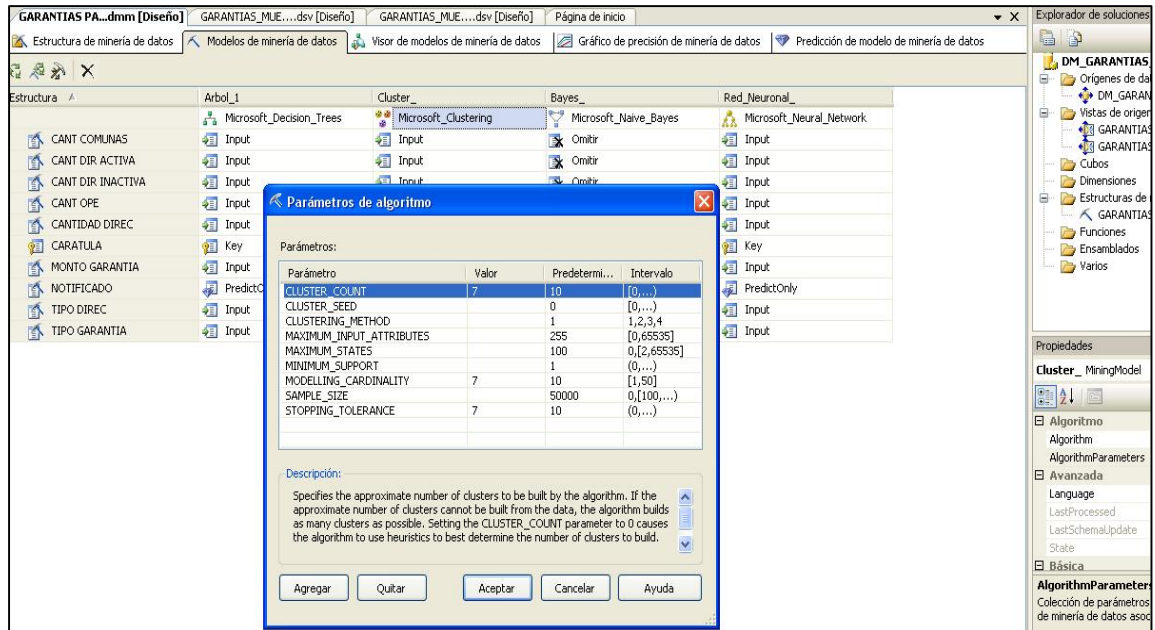 GARANTIAS PA...dmm [Diseño] GARANTIAS_MUE....dsv [Diseño] GARANTIAS_MUE....dsv [Diseño] Página de inicio
Estructura de minería de datos Modelos de minería de datos Visor de modelos de minería de datos Gráfico de precisión de minería de datos Predicción de modelo de minería de datos
Estructura Arbol_1 Cluster_ Bayes_ Red_Neuronal_
Microsoft_Decision_Trees Microsoft_Clustering Microsoft_Naive_Bayes Microsoft_Neural_Network
CANT COMUNAS Input Input Omitir Input
CANT DIR ACTIVA Input Input Omitir Input
CANT DIR INACTIVA Input Input Omitir Input
CANT OPE Input Input
CANTIDAD DIREC Input Input
CARATULA Key Key
MONTO GARANTIA Input Input
NOTIFICADO PredictO PredictOnly
TIPO DIREC Input Input
TIPO GARANTIA Input Input
Parámetros de algoritmo
Parámetros:
Parámetro Valor Predetermi... Intervalo
CLUSTER_COUNT 7 10 [0,...)
CLUSTER_SEED 0 [0,...)
CLUSTERING_METHOD 1 1,2,3,4
MAXIMUM_INPUT_ATTRIBUTES 255 [0,65535]
MAXIMUM_STATES 100 0,[2,65535]
MINIMUM_SUPPORT 1 (0,...)
MODELLING_CARDINALITY 7 10 [1,50]
SAMPLE_SIZE 50000 0,[100,...)
STOPPING_TOLERANCE 7 10 (0,...)
Descripción:
Specifies the approximate number of clusters to be built by the algorithm. If the
approximate number of clusters cannot be built from the data, the algorithm builds
as many clusters as possible. Setting the CLUSTER_COUNT parameter to 0 causes
the algorithm to use heuristics to best determine the number of clusters to build.
Agregar Quitar Aceptar Cancelar Ayuda
Explorador de soluciones
DM_GARANTIAS_
Orígenes de da
DM_GARAN
Vistas de origen
GARANTIAS
GARANTIAS
Cubos
Dimensiones
Estructuras de
GARANTIAS
Funciones
Ensamblados
Varios
Propiedades
Cluster_ MiningModel
Algoritmo
Algorithm
AlgorithmParameters
Avanzada
Language
LastProcessed
LastSchemaUpdate
State
Básica
AlgorithmParameters
Colección de parámetros
de minería de datos asoc